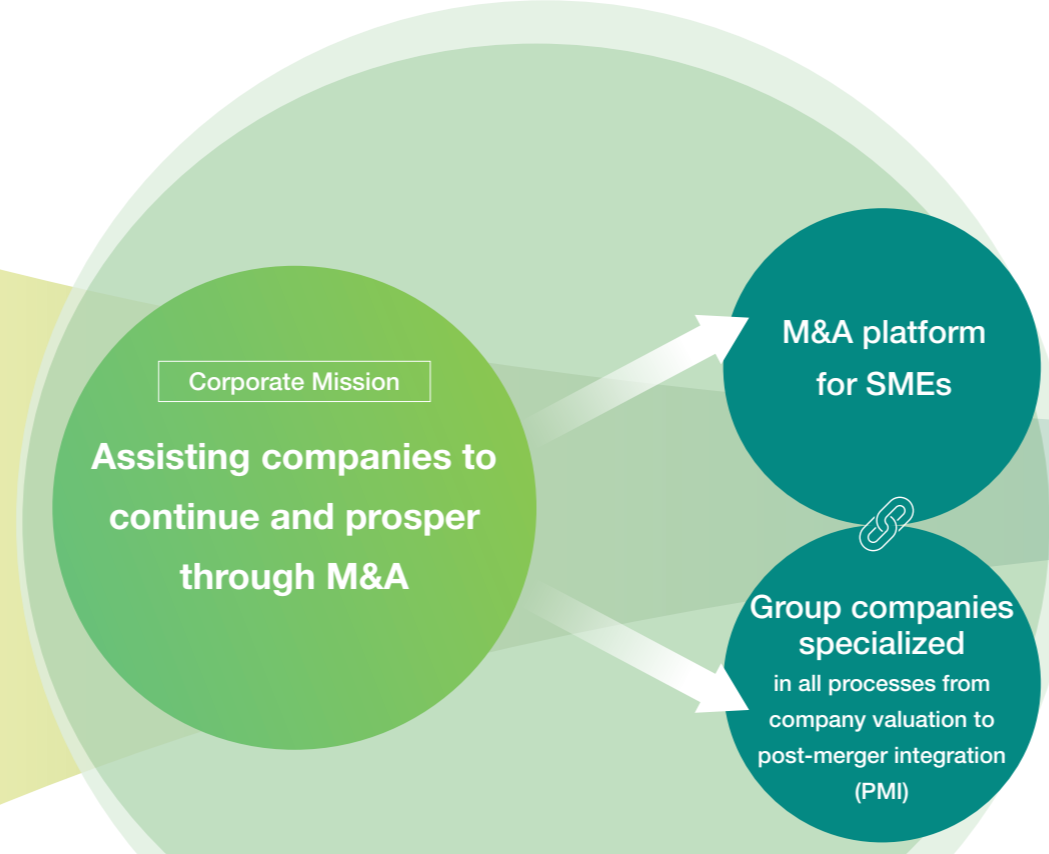 Corporate Mission
Assisting companies to
continue and prosper
through M&A
M&A platform
for SMEs
Group companies
specialized
in all processes from
company valuation to
post-merger integration
(PMI)